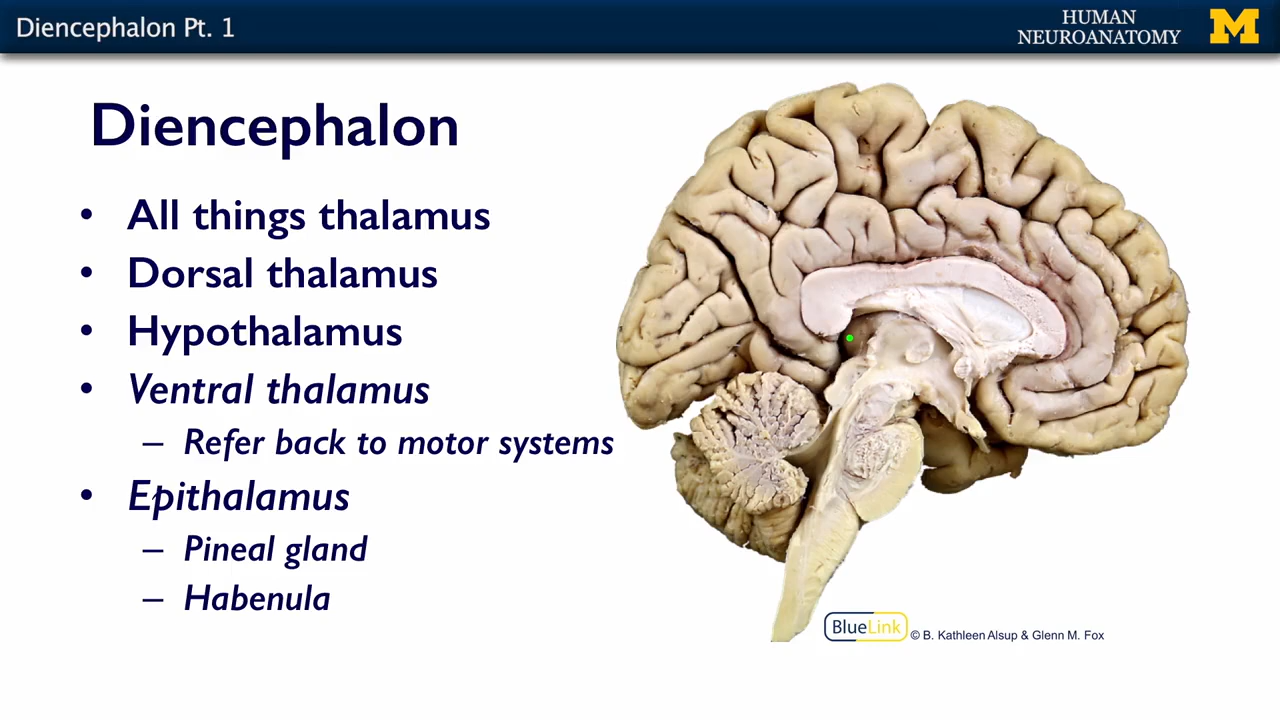 Diencephalon Pt. 1
HUMAN
NEUROANATOMY
M
Diencephalon
• All things thalamus
• Dorsal thalamus
• Hypothalamus
• Ventral thalamus
– Refer back to motor systems
• Epithalamus
– Pineal gland
– Habenula
BlueLink © B. Kathleen Alsup & Glenn M. Fox